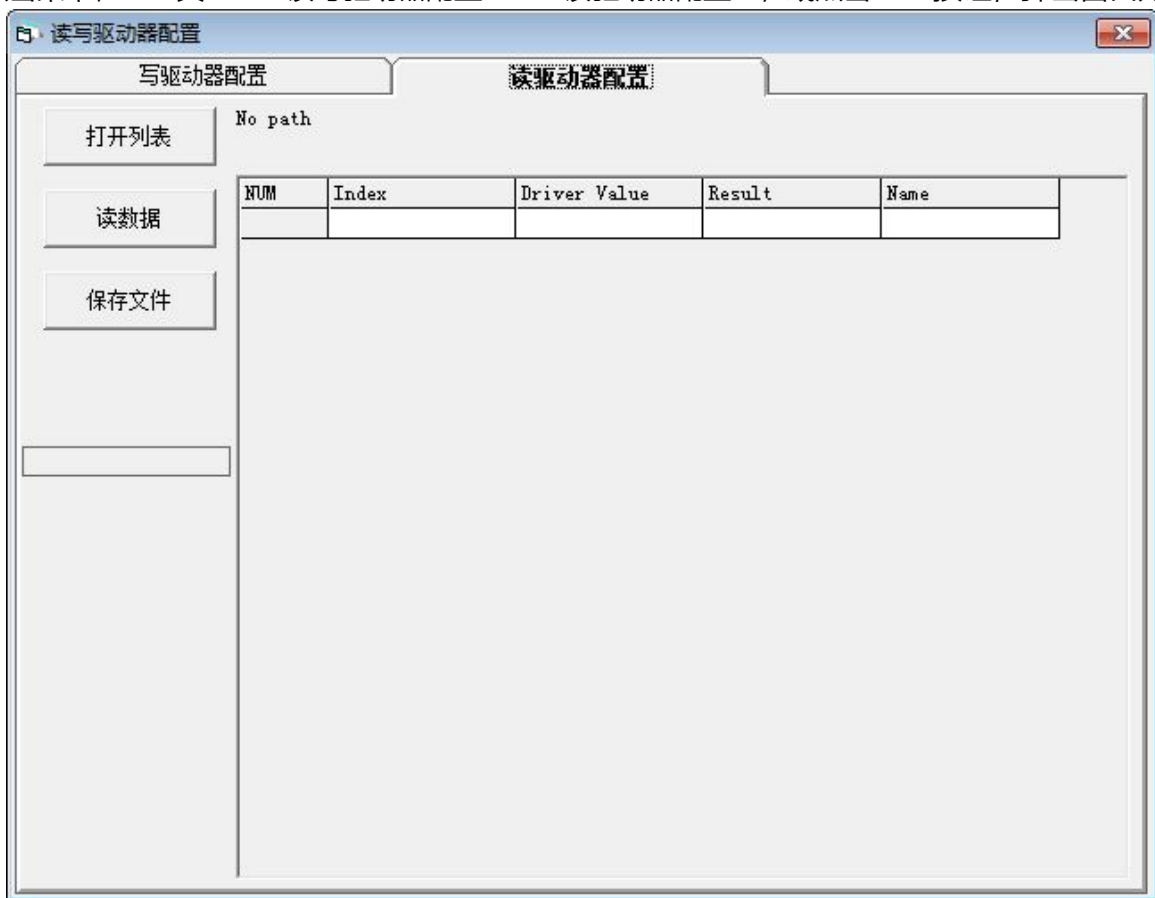 读写驱动器配置
写驱动器配置
读驱动器配置
打开列表
No path
NUM Index Driver Value Result Name
读数据
保存文件